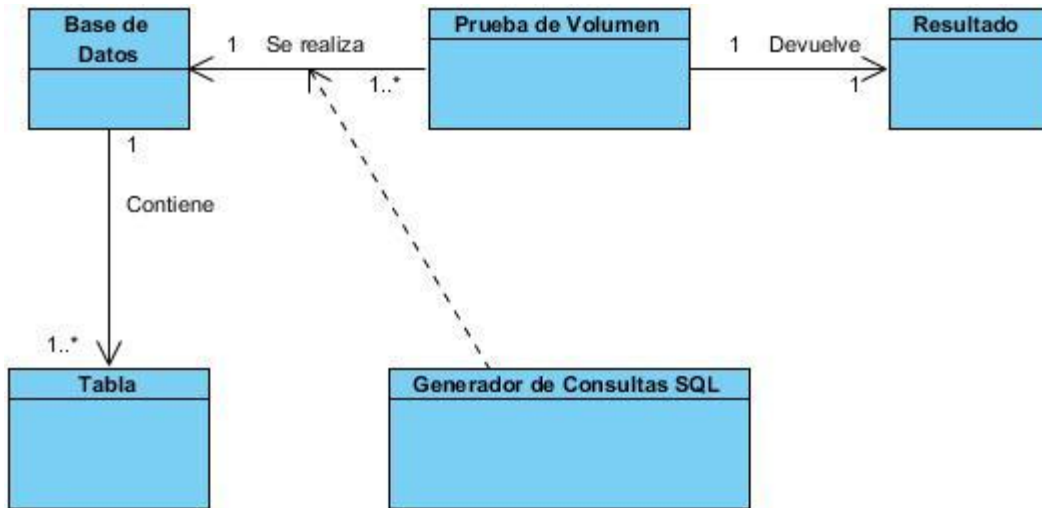 Base de
Datos
1 Se realiza
1..*
Prueba de Volumen
1 Devuelve
1
Resultado
1
Contiene
1..*
Tabla
Generador de Consultas SQL